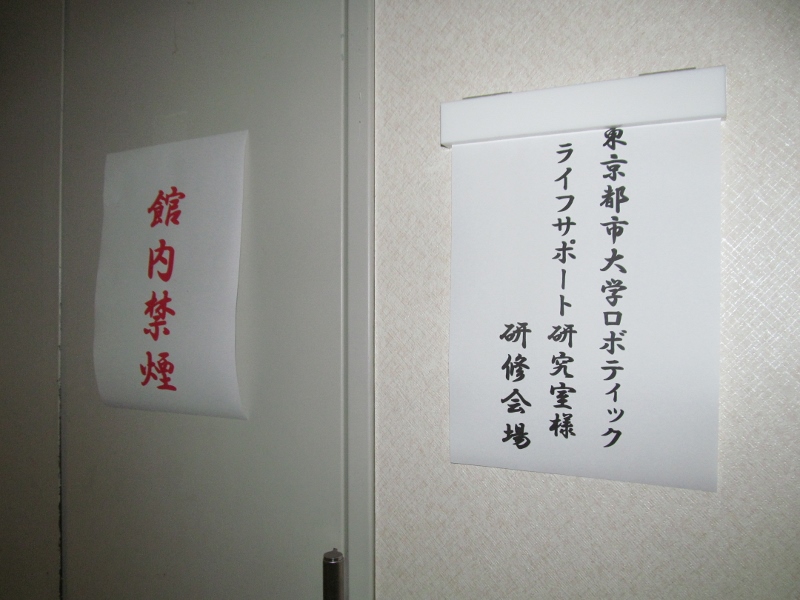 館内禁煙
東京都市大学ロボティック
ライフサポート研究室様
研修会場